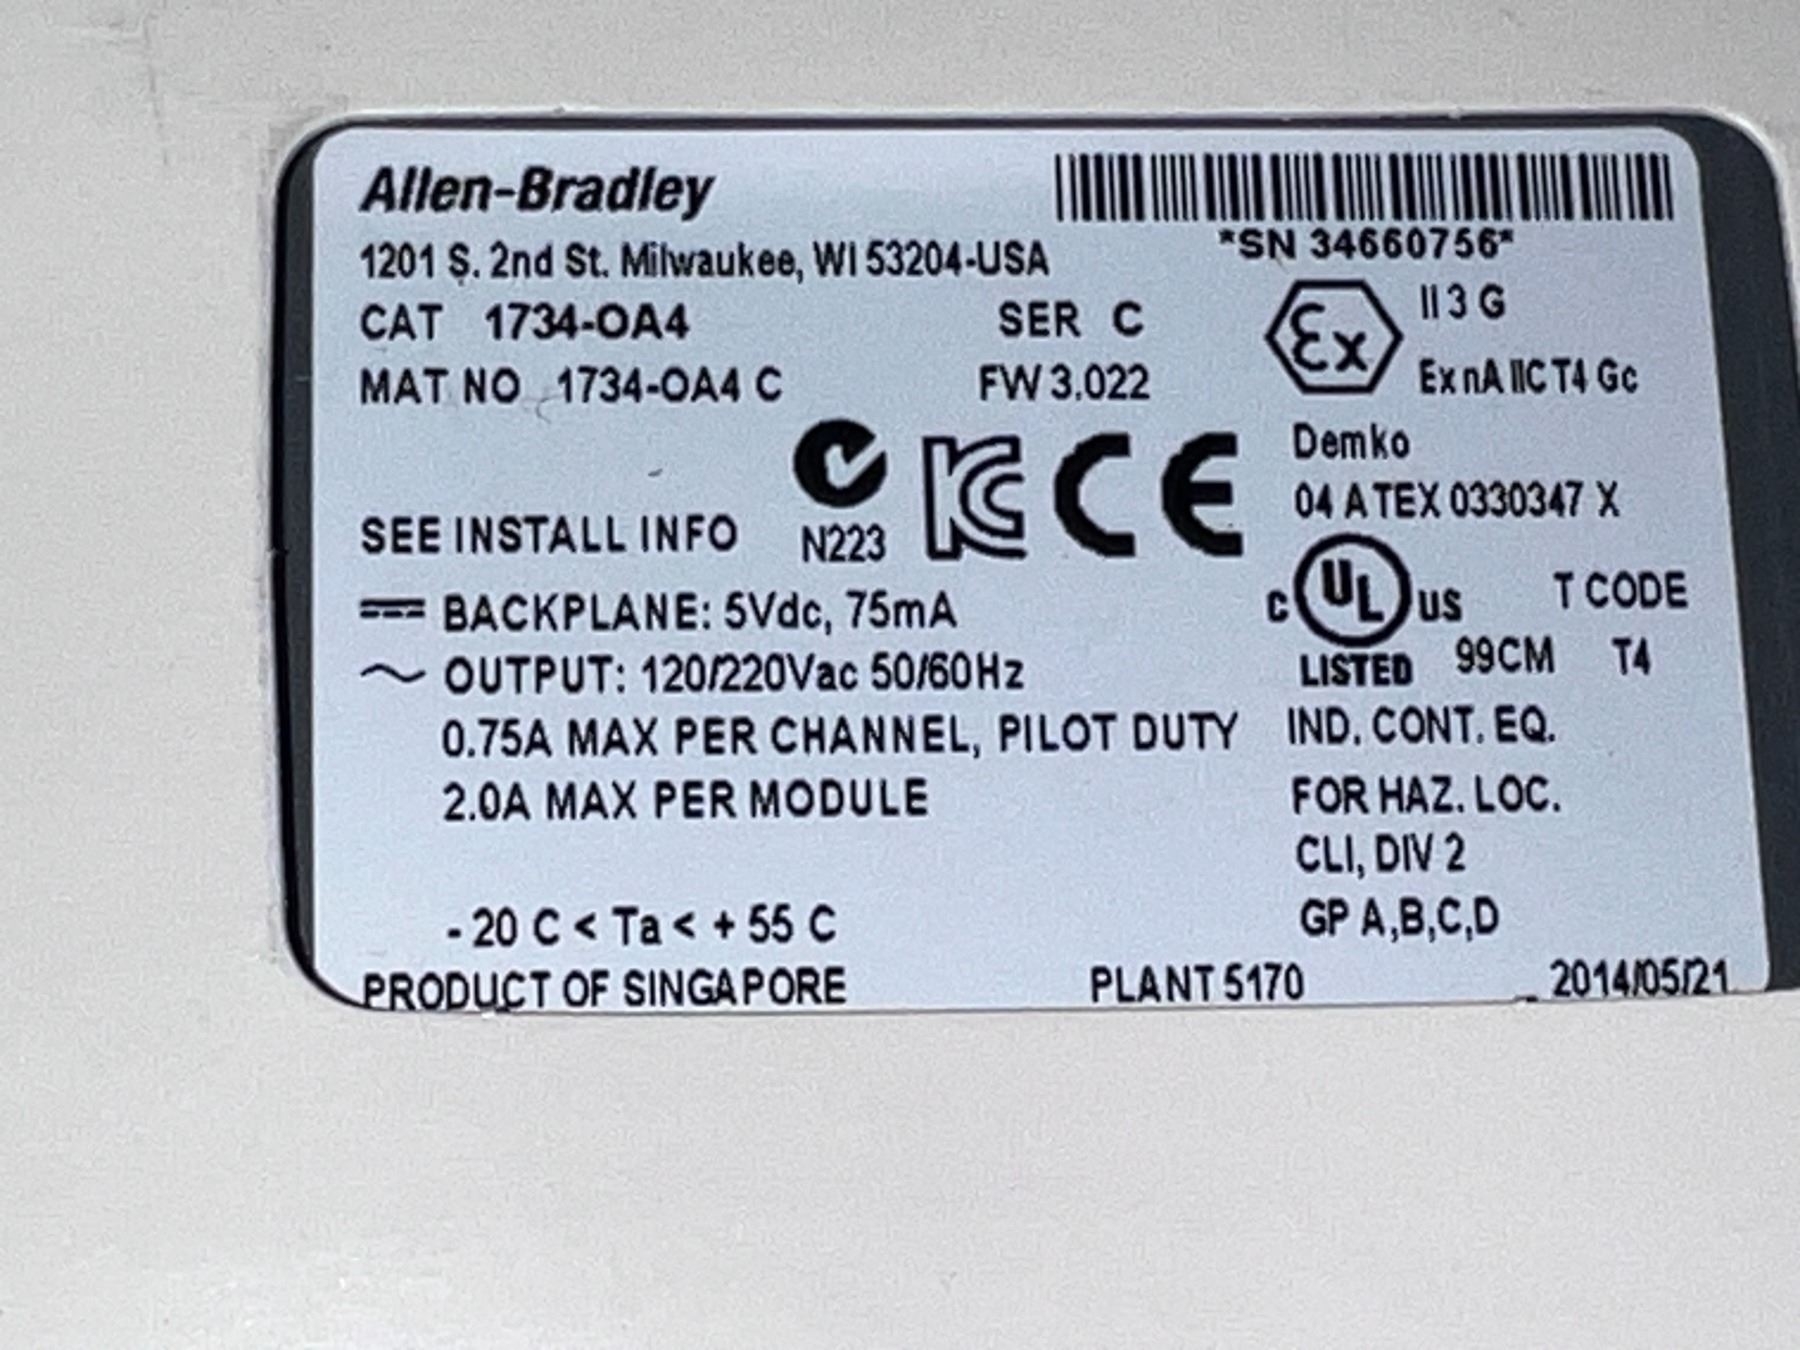 Allen-Bradley
*SN 34660756*
1201 S. 2nd St. Milwaukee, WI 53204-USA
CAT 1734-OA4 SER C
II 3 G
MAT NO 1734-OA4 C FW 3.022
Ex
Ex nA IIC T4 Gc
Demko
04 ATEX 0330347 X
SEE INSTALL INFO
N223
KC CE
BACKPLANE: 5Vdc, 75mA
C UL US T CODE
OUTPUT: 120/220Vac 50/60Hz
LISTED 99CM T4
0.75A MAX PER CHANNEL, PILOT DUTY
IND. CONT. EQ.
2.0A MAX PER MODULE
FOR HAZ. LOC.
CLI, DIV 2
- 20 C < Ta < + 55 C
GP A,B,C,D
PRODUCT OF SINGAPORE PLANT 5170 2014/05/21